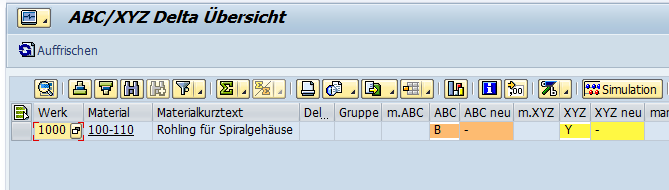 ABC/XYZ Delta Übersicht
Auffrischen
Simulation
Werk Material Materialkurztext Del.. Gruppe m.ABC ABC ABC neu m.XYZ XYZ XYZ neu mar
1000 100-110 Rohling für Spiralgehäuse B - Y -